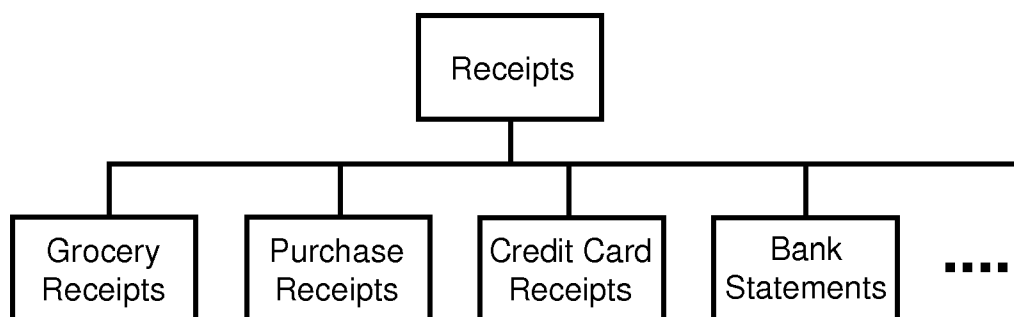 Receipts
Grocery
Receipts
Purchase
Receipts
Credit Card
Receipts
Bank
Statements
.....